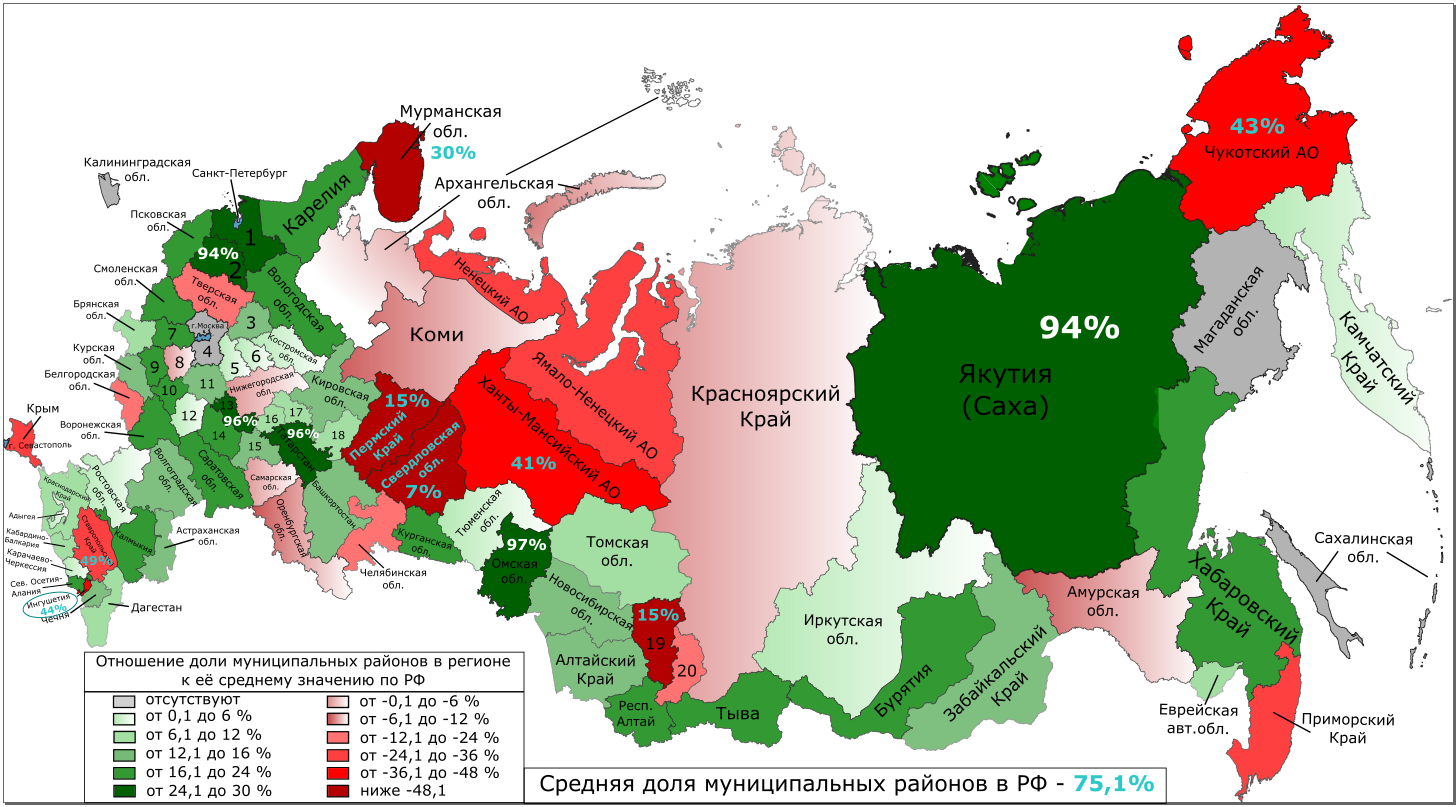 Мурманская
обл.
30%
43%
Чукотский АО
Калининградская
обл.
Санкт-Петербург
Архангельская
обл.
Карелия
Псковская
обл.
1
94%
2
Смоленская
обл.
Тверская
обл.
Вологодская
обл.
Ненецкий АО
Брянская
обл.
г.Москва
3
7
4
8
5
6
Костромская
обл.
Коми
Курская
обл.
Белгородская
обл.
9
10
11
Нижегородская
обл.
Кировская
обл.
Ямало-Ненецкий АО
Ханты-Мансийский АО
41%
Красноярский
Край
94%
Якутия
(Саха)
Магаданская
обл.
Камчатский
Край
Крым
г. Севастополь
Воронежская
обл.
12
13
96%
14
15
16
17
18
96%
Татарстан
15%
Пермский
Край
Свердловская
обл.
7%
Ростовская
обл.
Волгоградская
обл.
Саратовская
обл.
Самарская
обл.
Оренбургская
обл.
Башкортостан
Краснодарский
Край
Адыгея
Кабардино-
Балкария
Карачаево-
Черкессия
Сев. Осетия-
Алания
Ингушетия
44%
Чечня
Ставропольс.
Край
49%
Калмыкия
Астраханская
обл.
Дагестан
Челябинская
обл.
Курганская
обл.
Тюменская
обл.
97%
Омская
обл.
Томская
обл.
Новосибирская
обл.
15%
19
20
Алтайский
Край
Респ.
Алтай
Тыва
Иркутская
обл.
Бурятия
Забайкальский
Край
Амурская
обл.
Хабаровский
Край
Сахалинская
обл.
Еврейская
авт.обл.
Приморский
Край
Отношение доли муниципальных районов в регионе
к её среднему значению по РФ
отсутствуют
от 0,1 до 6 %
от 6,1 до 12 %
от 12,1 до 16 %
от 16,1 до 24 %
от 24,1 до 30 %
от -0,1 до -6 %
от -6,1 до -12 %
от -12,1 до -24 %
от -24,1 до -36 %
от -36,1 до -48 %
ниже -48,1
Средняя доля муниципальных районов в РФ - 75,1%